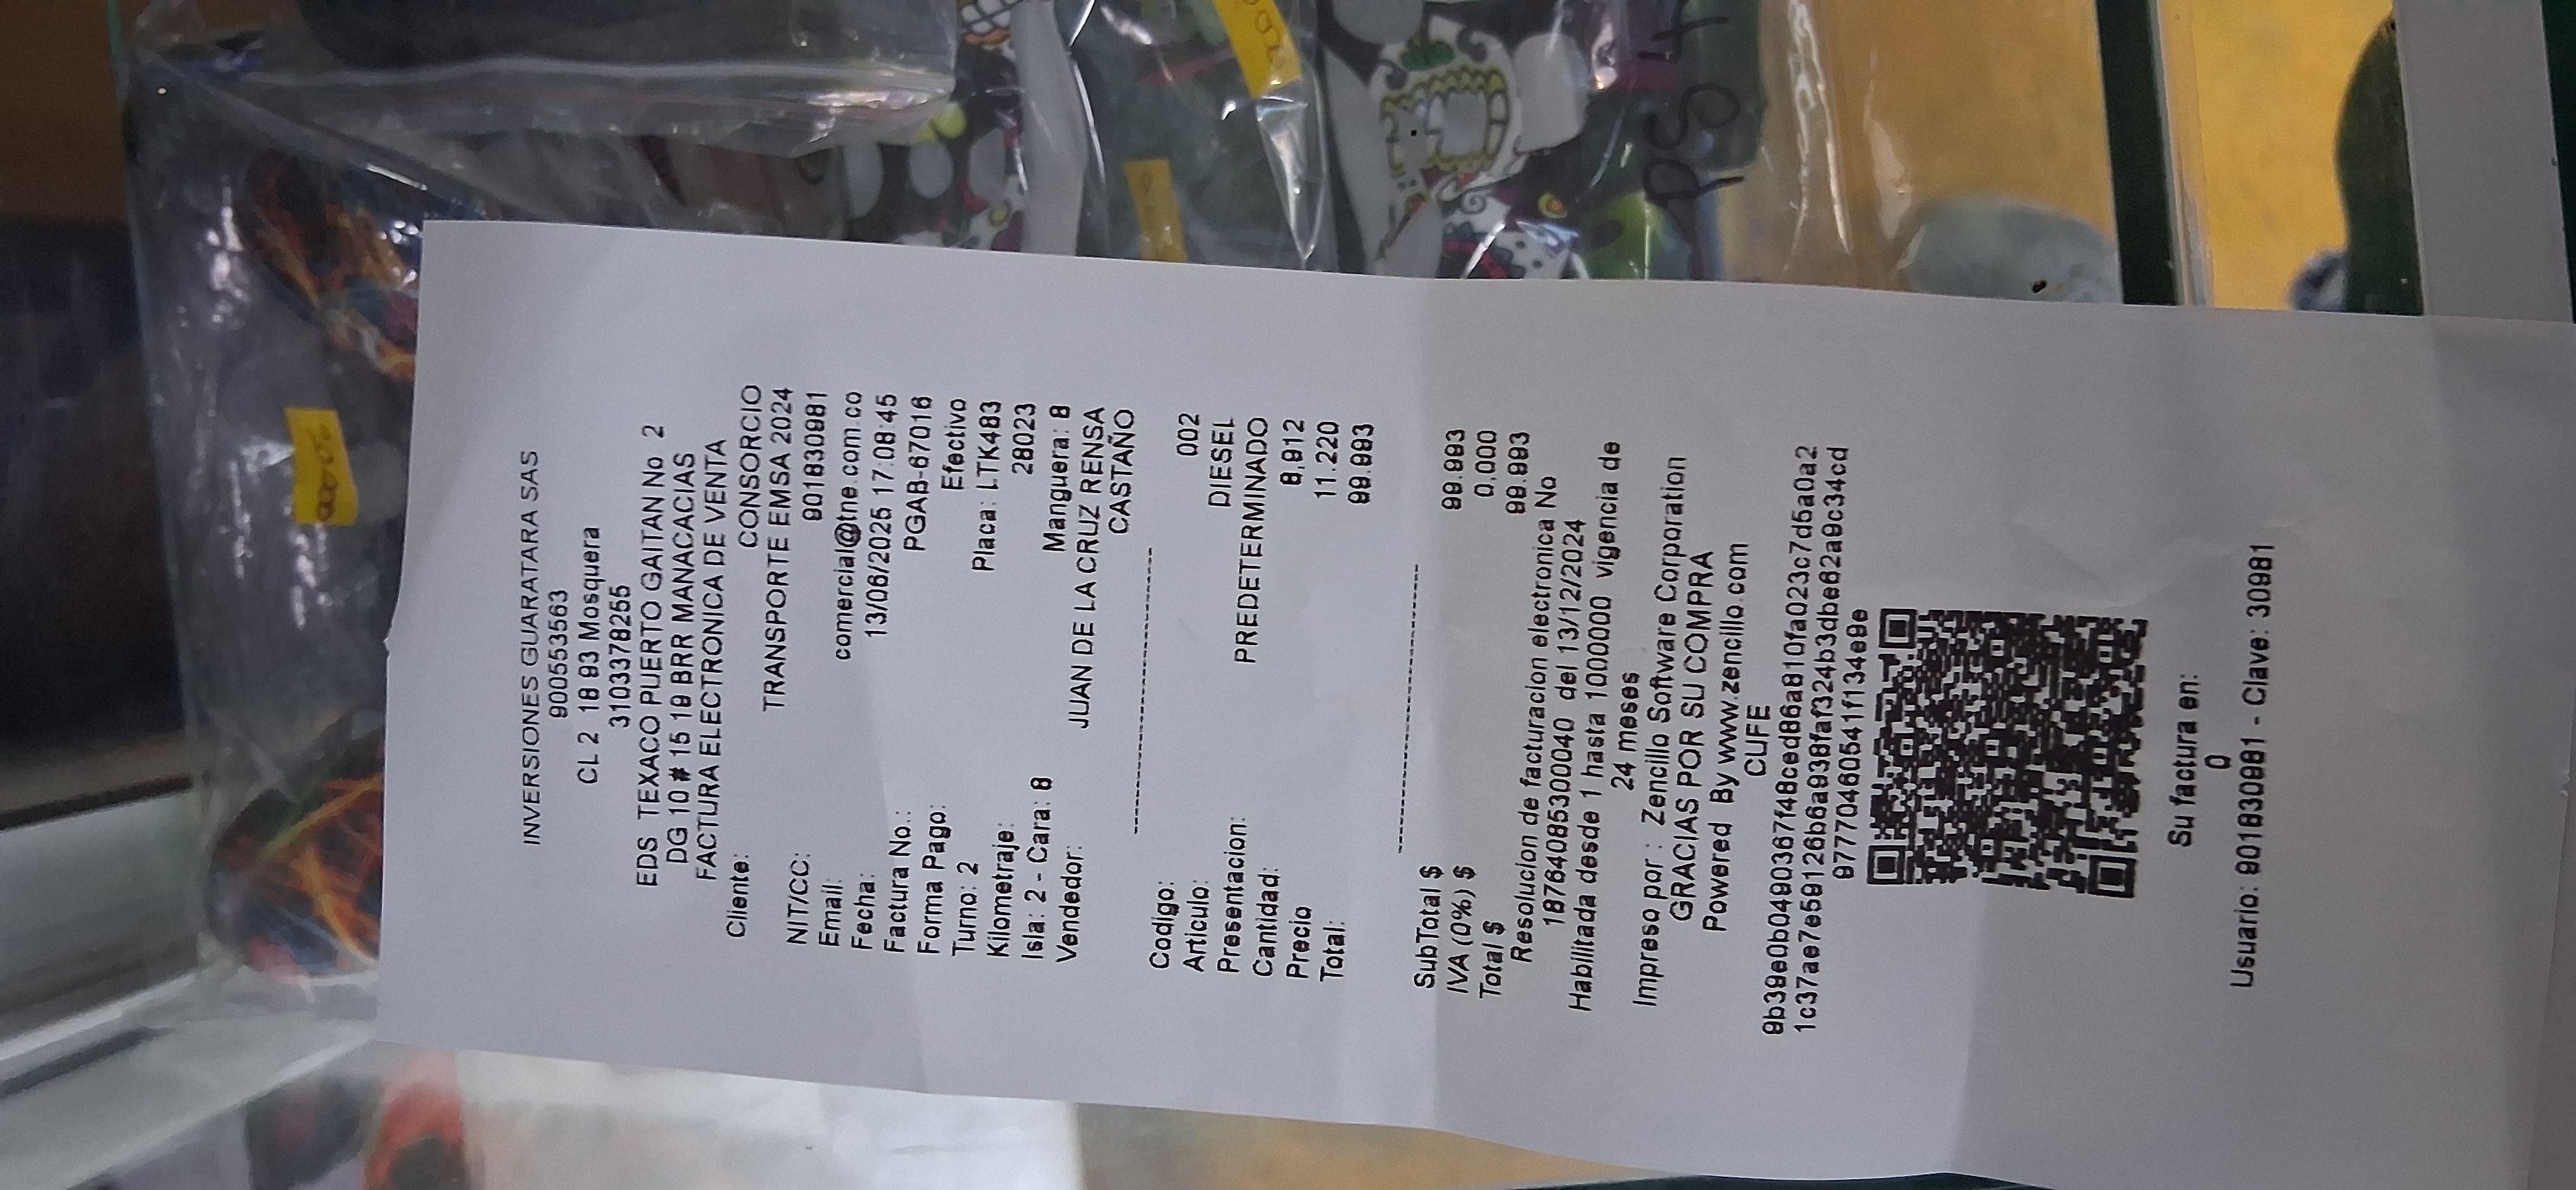 INVERSIONES GUARATARA SAS
900553563
CL 2 18 93 Mosquera
3103378255
EDS TEXACO PUERTO GAITAN No 2
DG 10 # 15 19 BRR MANACACIAS
FACTURA ELECTRONICA DE VENTA
Cliente: CONSORCIO
TRANSPORTE EMSA 2024
NIT/CC: 901830981
Email: comercial@tne.com.co
Fecha: 13/06/2025 17:08:45
Factura No.: PGAB-67016
Forma Pago: Efectivo
Turno: 2 Placa: LTK483
Kilometraje: 28023
Isla: 2 - Cara: 8 Manguera: 8
Vendedor: JUAN DE LA CRUZ RENSA
CASTAÑO
Codigo: 002
Articulo: DIESEL
Presentacion: PREDETERMINADO
Cantidad: 8,912
Precio 11.220
Total: 99.993
SubTotal $ 99.993
IVA (0%) $ 0,000
Total $ 99.993
Resolucion de facturacion electronica No
18764085300040 del 13/12/2024
Habilitada desde 1 hasta 1000000 vigencia de
24 meses
Impreso por : Zencillo Software Corporation
GRACIAS POR SU COMPRA
Powered By www.zencillo.com
CUFE
9b39e0b0490367f48ced86a810fa023c7d5a0a2
1c37ae7e59126b6a938faf324b3dbe62a9c34cd
977704605​41f134e9e
Su factura en:
0
Usuario: 901830981 - Clave: 30981